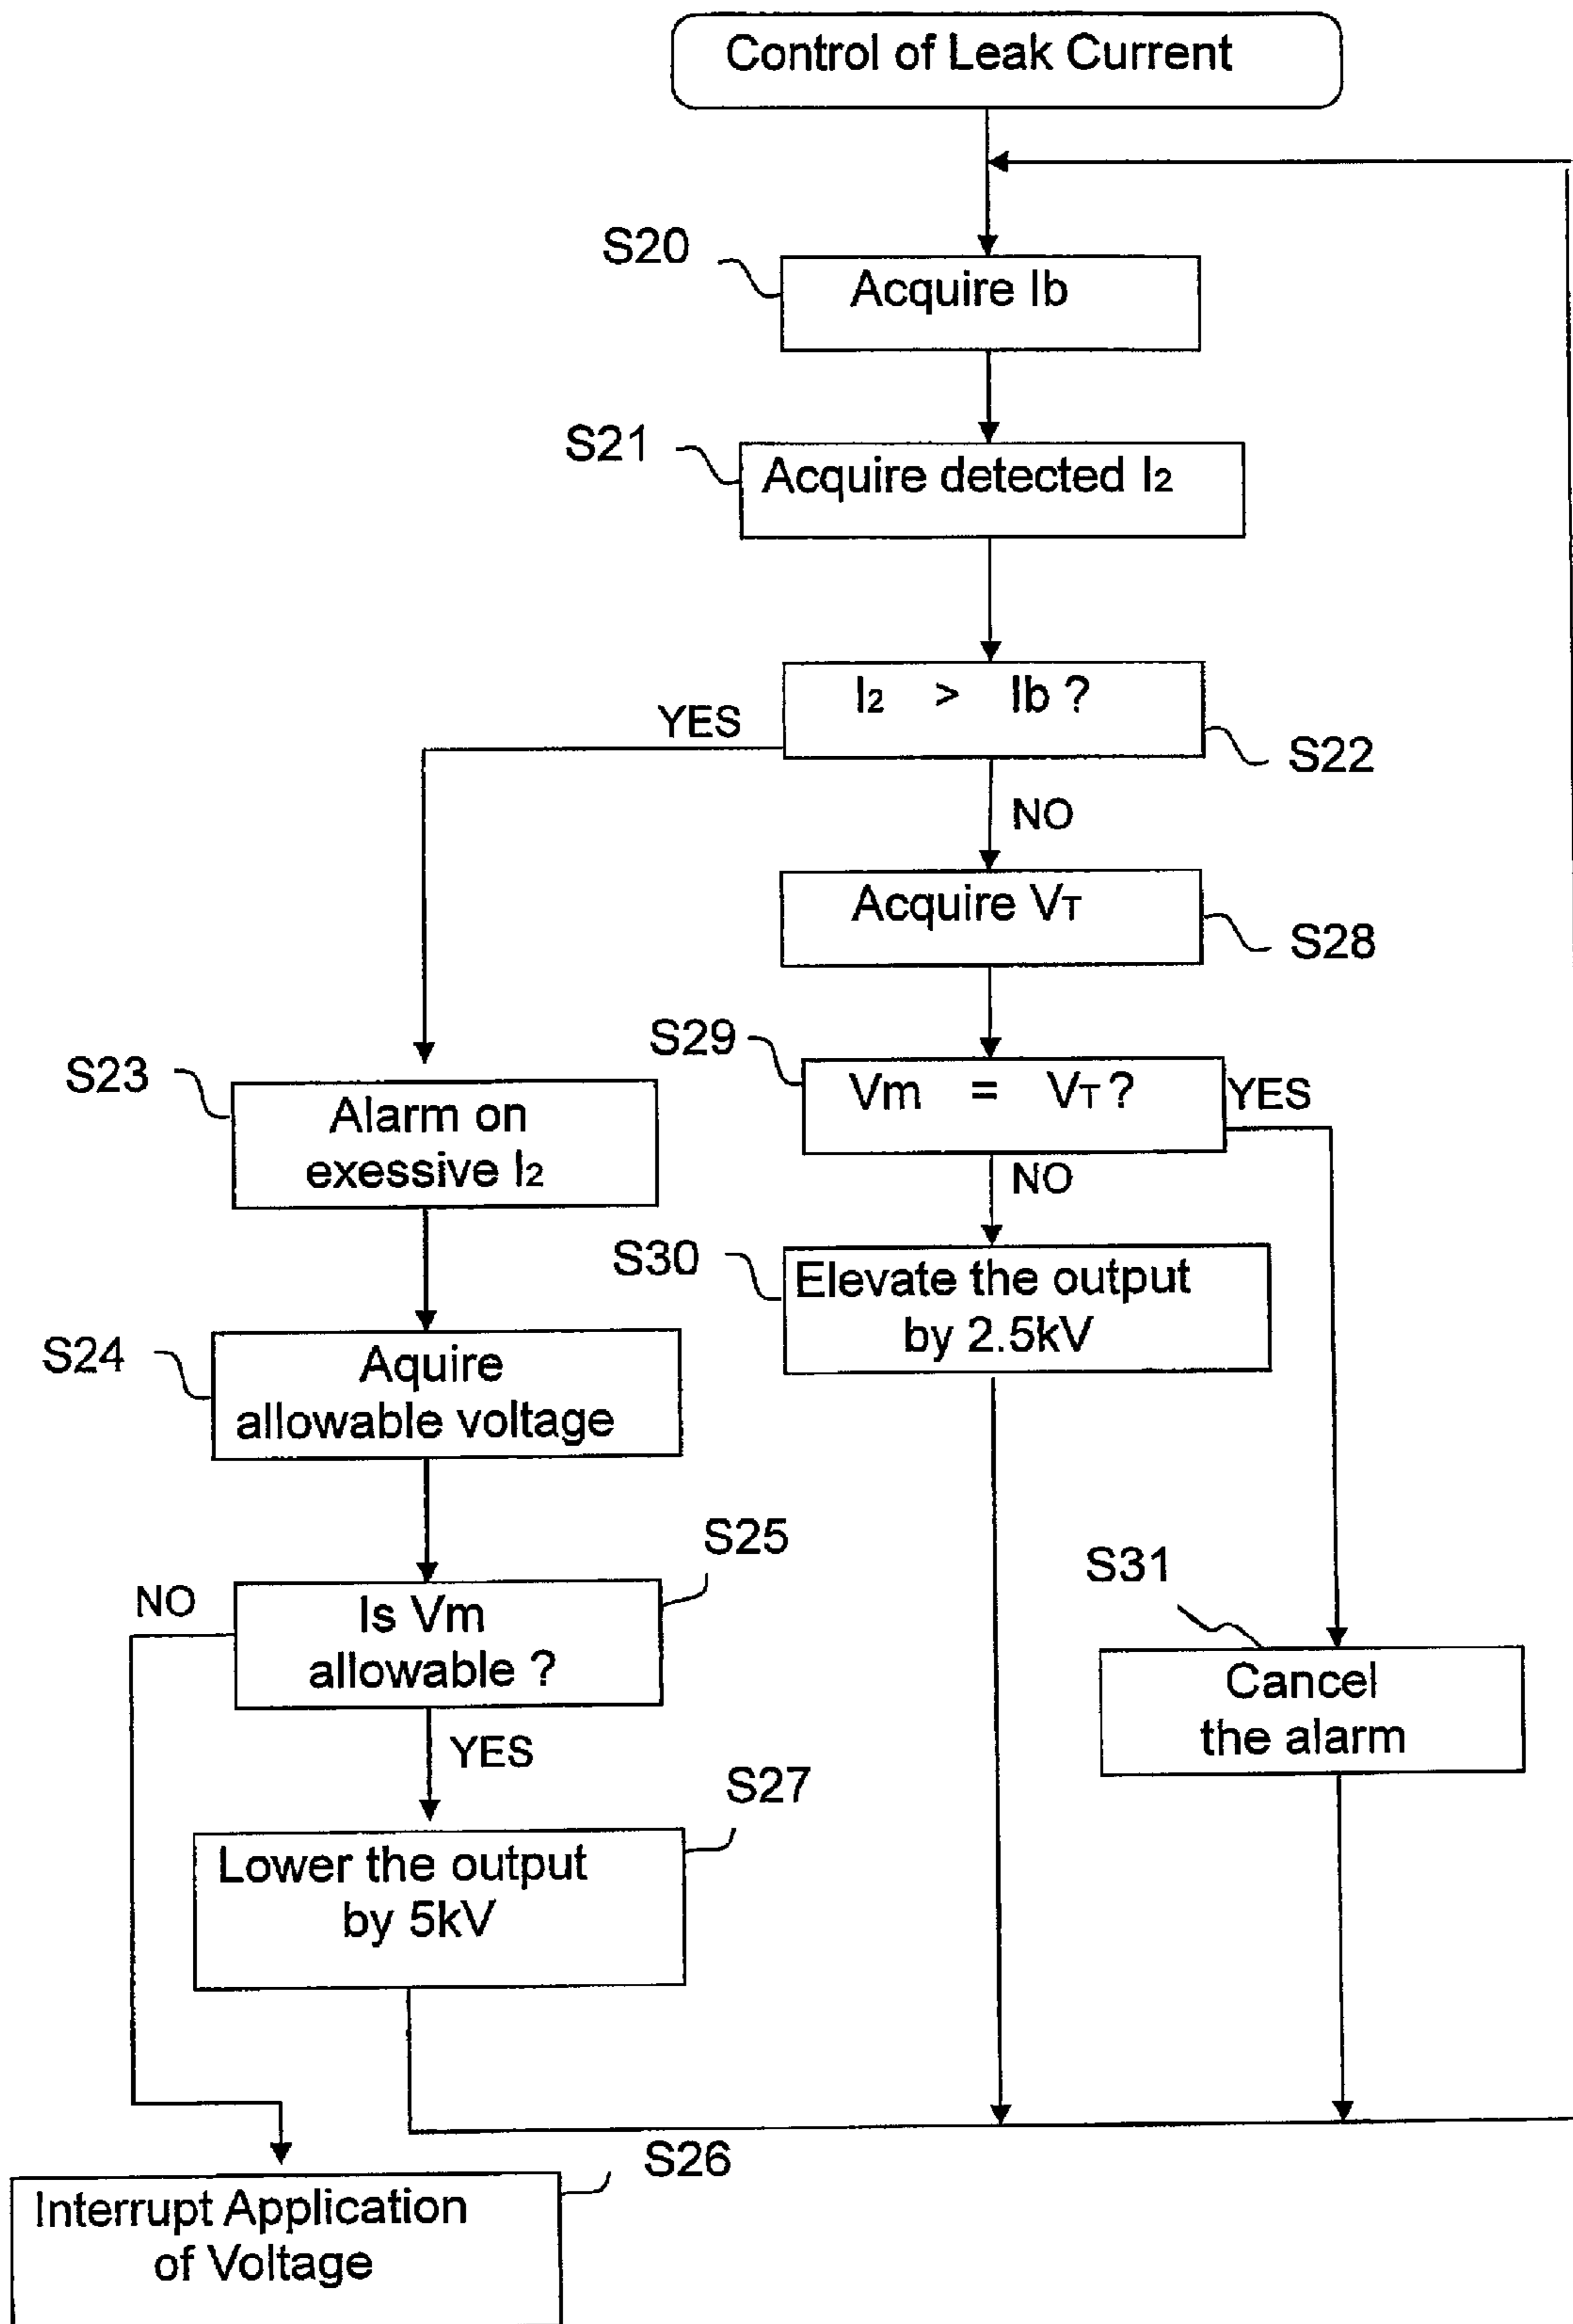 Control of Leak Current
S20
Acquire Ib
S21
Acquire detected I₂
I₂ > Ib ?
YES
S22
NO
Acquire VT
S28
S29
Vm = VT ?
YES
S23
Alarm on
exessive I₂
NO
S30
Elevate the output
by 2.5kV
S24
Aquire
allowable voltage
S25
NO
Is Vm
allowable ?
S31
Cancel
the alarm
YES
S27
Lower the output
by 5kV
S26
Interrupt Application
of Voltage